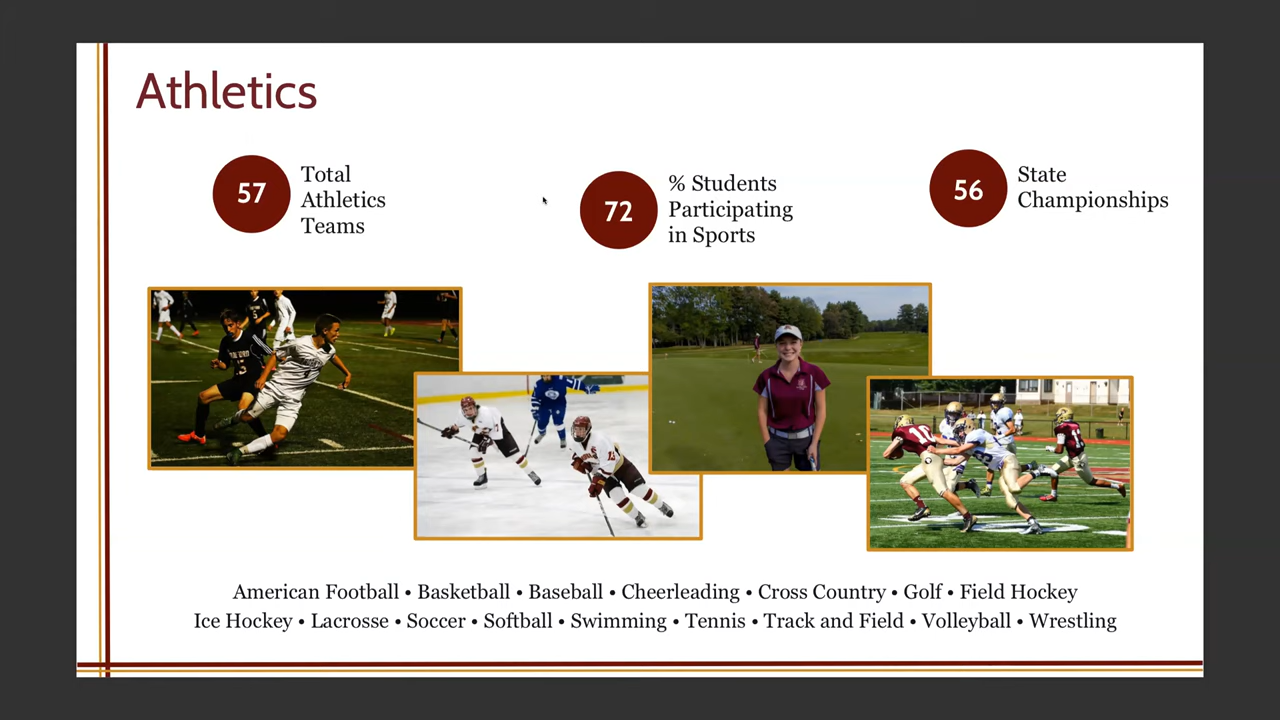 Athletics
57
Total
Athletics
Teams
72
% Students
Participating
in Sports
56
State
Championships
American Football • Basketball • Baseball • Cheerleading • Cross Country • Golf • Field Hockey
Ice Hockey • Lacrosse • Soccer • Softball • Swimming • Tennis • Track and Field • Volleyball • Wrestling